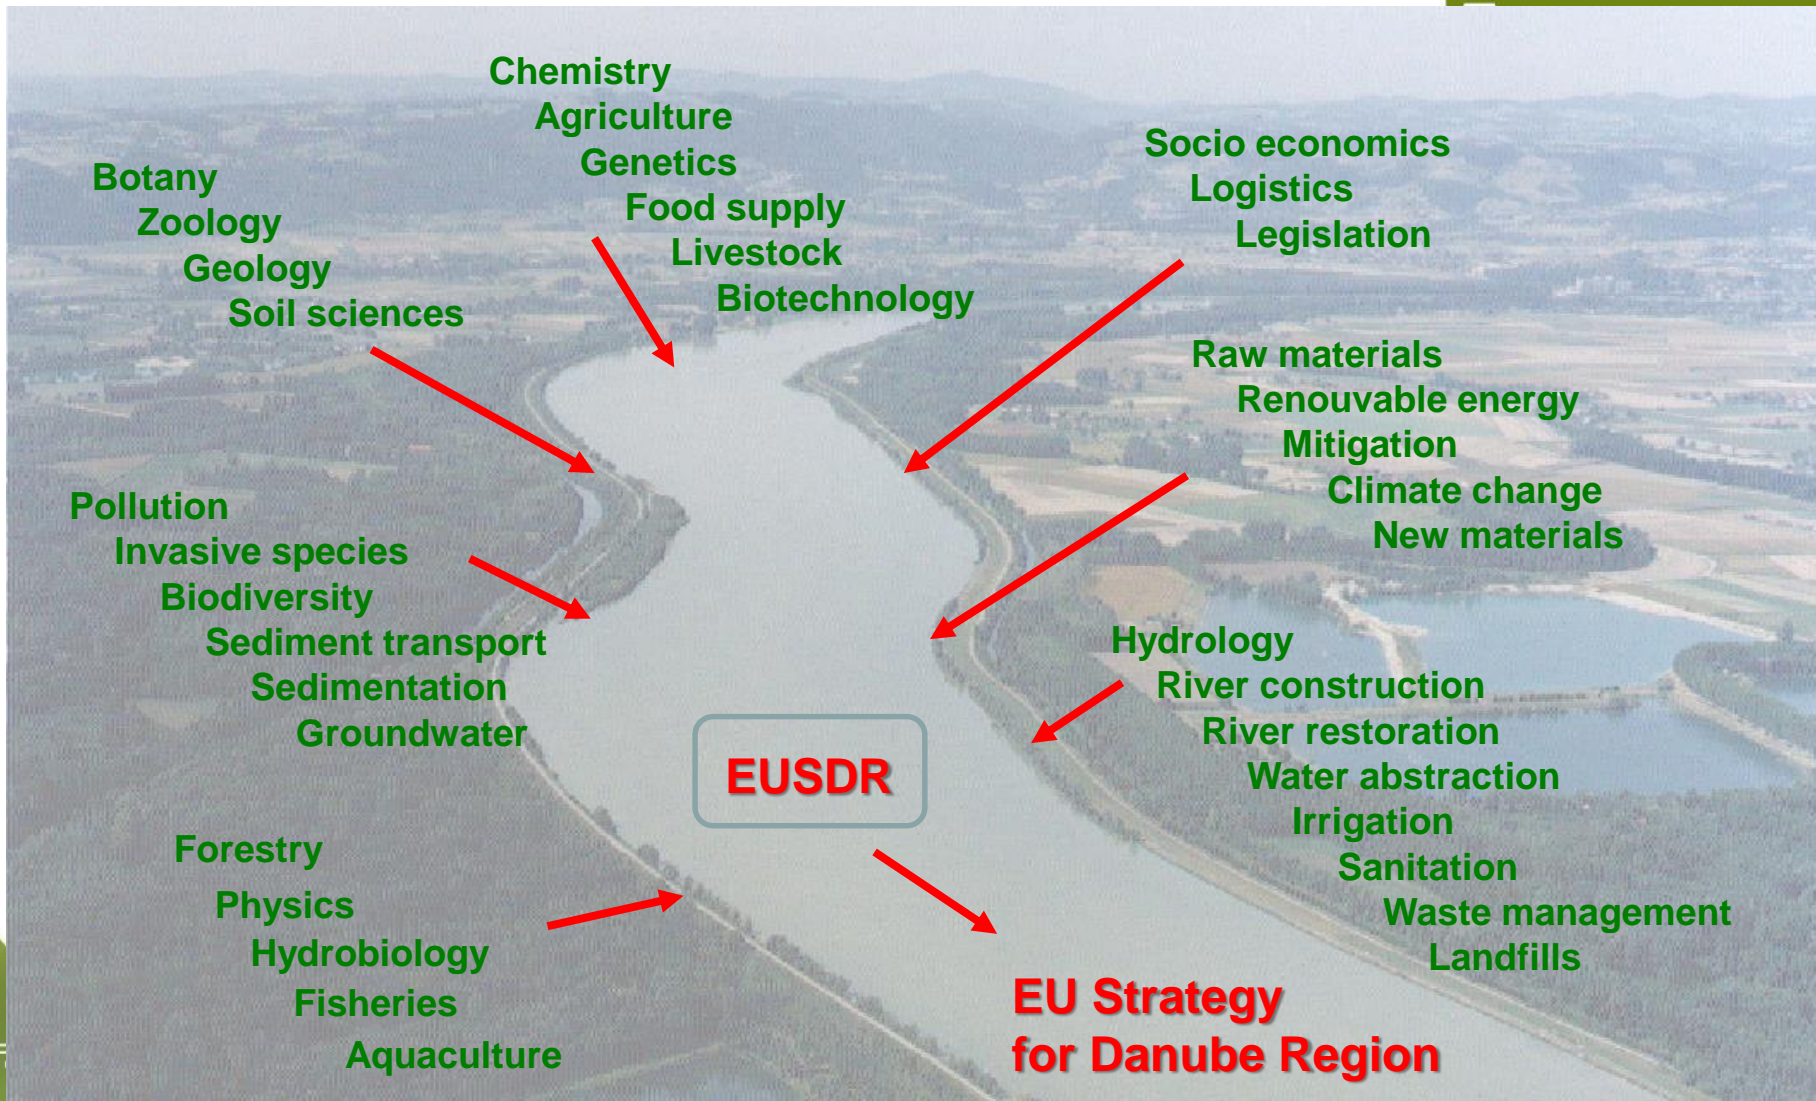 Chemistry
Agriculture
Genetics
Food supply
Livestock
Biotechnology
Botany
Zoology
Geology
Soil sciences
Socio economics
Logistics
Legislation
Raw materials
Renouvable energy
Mitigation
Climate change
New materials
Pollution
Invasive species
Biodiversity
Sediment transport
Sedimentation
Groundwater
Hydrology
River construction
River restoration
Water abstraction
Irrigation
Sanitation
Waste management
Landfills
EUSDR
Forestry
Physics
Hydrobiology
Fisheries
Aquaculture
EU Strategy
for Danube Region